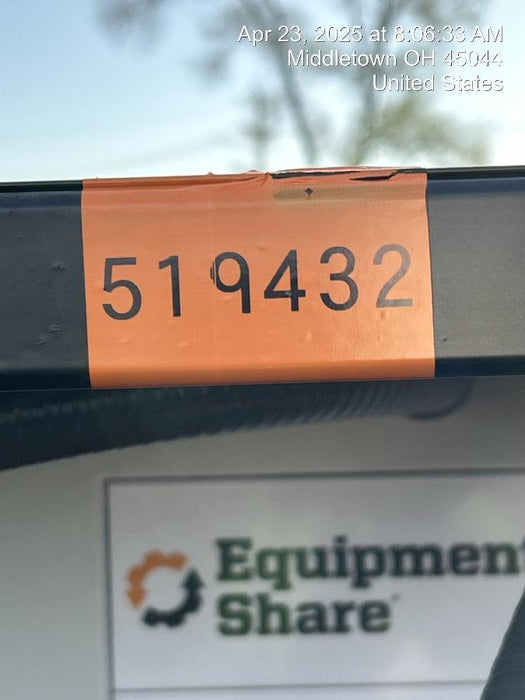 Apr 23, 2025 at 8:06:33 AM
Middletown OH 45044
United States
519432
Equipment
Share